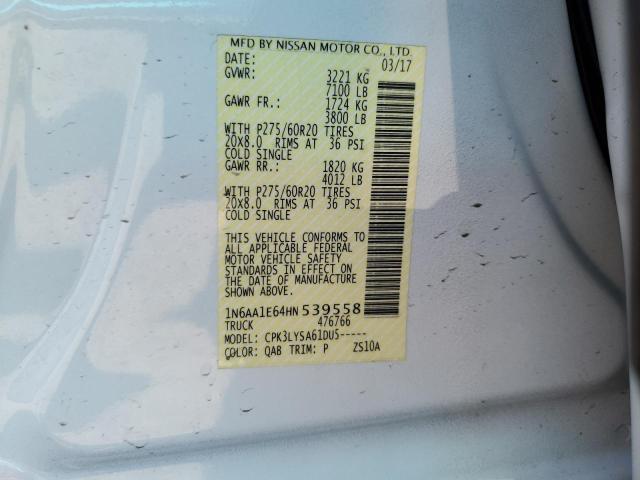 MFD BY NISSAN MOTOR CO., LTD.
DATE: 03/17
GVWR: 3221 KG
7100 LB
GAWR FR.: 1724 KG
3800 LB
WITH P275/60R20 TIRES
20X8.0 RIMS AT 36 PSI
COLD SINGLE
GAWR RR.: 1820 KG
4012 LB
WITH P275/60R20 TIRES
20X8.0 RIMS AT 36 PSI
COLD SINGLE
THIS VEHICLE CONFORMS TO
ALL APPLICABLE FEDERAL
MOTOR VEHICLE SAFETY
STANDARDS IN EFFECT ON
THE DATE OF MANUFACTURE
SHOWN ABOVE.
1N6AA1E64HN539558
TRUCK 476766
MODEL: CPK3LYSA61DU5-----
COLOR: QAB TRIM: P ZS10A